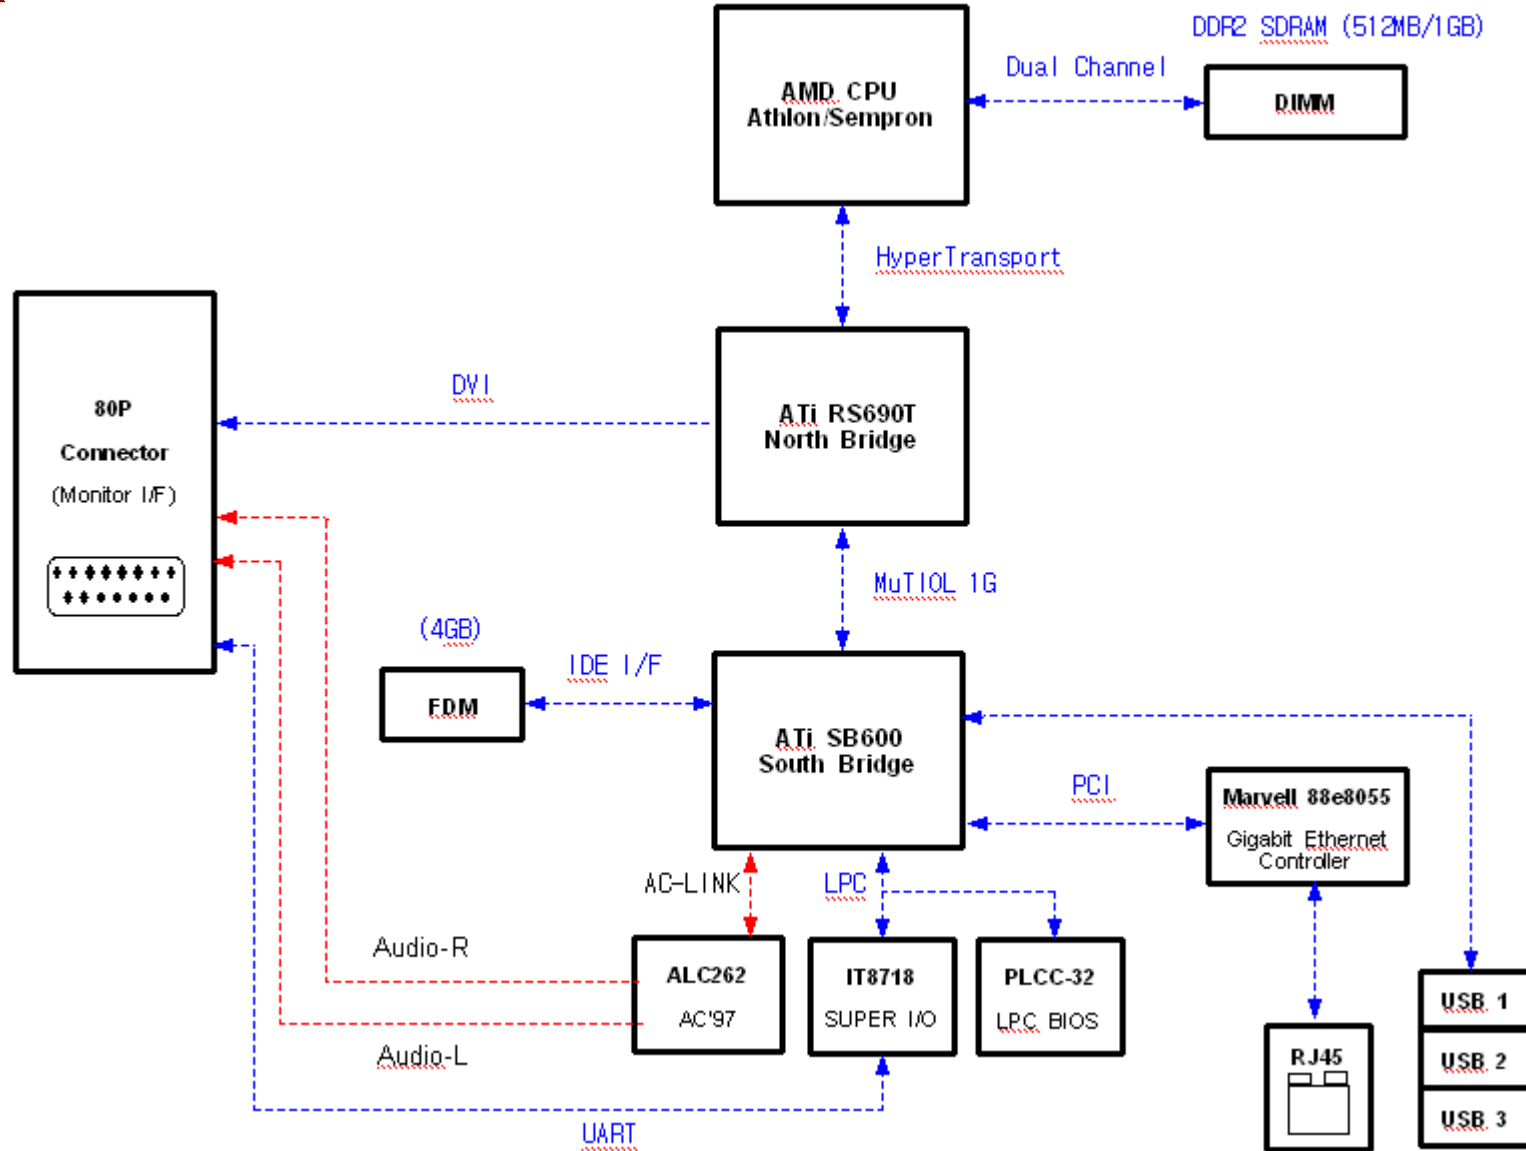 DDR2 SDRAM (512MB/1GB)
Dual Channel
AMD CPU
Athlon/Sempron
DIMM
HyperTransport
DVI
80P
Connector
(Monitor I/F)
ATi RS690T
North Bridge
MuTIOL 1G
(4GB)
IDE I/F
FDM
ATi SB600
South Bridge
PCI
Marvell 88e8055
Gigabit Ethernet
Controller
AC-LINK
LPC
Audio-R
ALC262
AC'97
IT8718
SUPER I/O
PLCC-32
LPC BIOS
USB 1
Audio-L
RJ45
USB 2
USB 3
UART